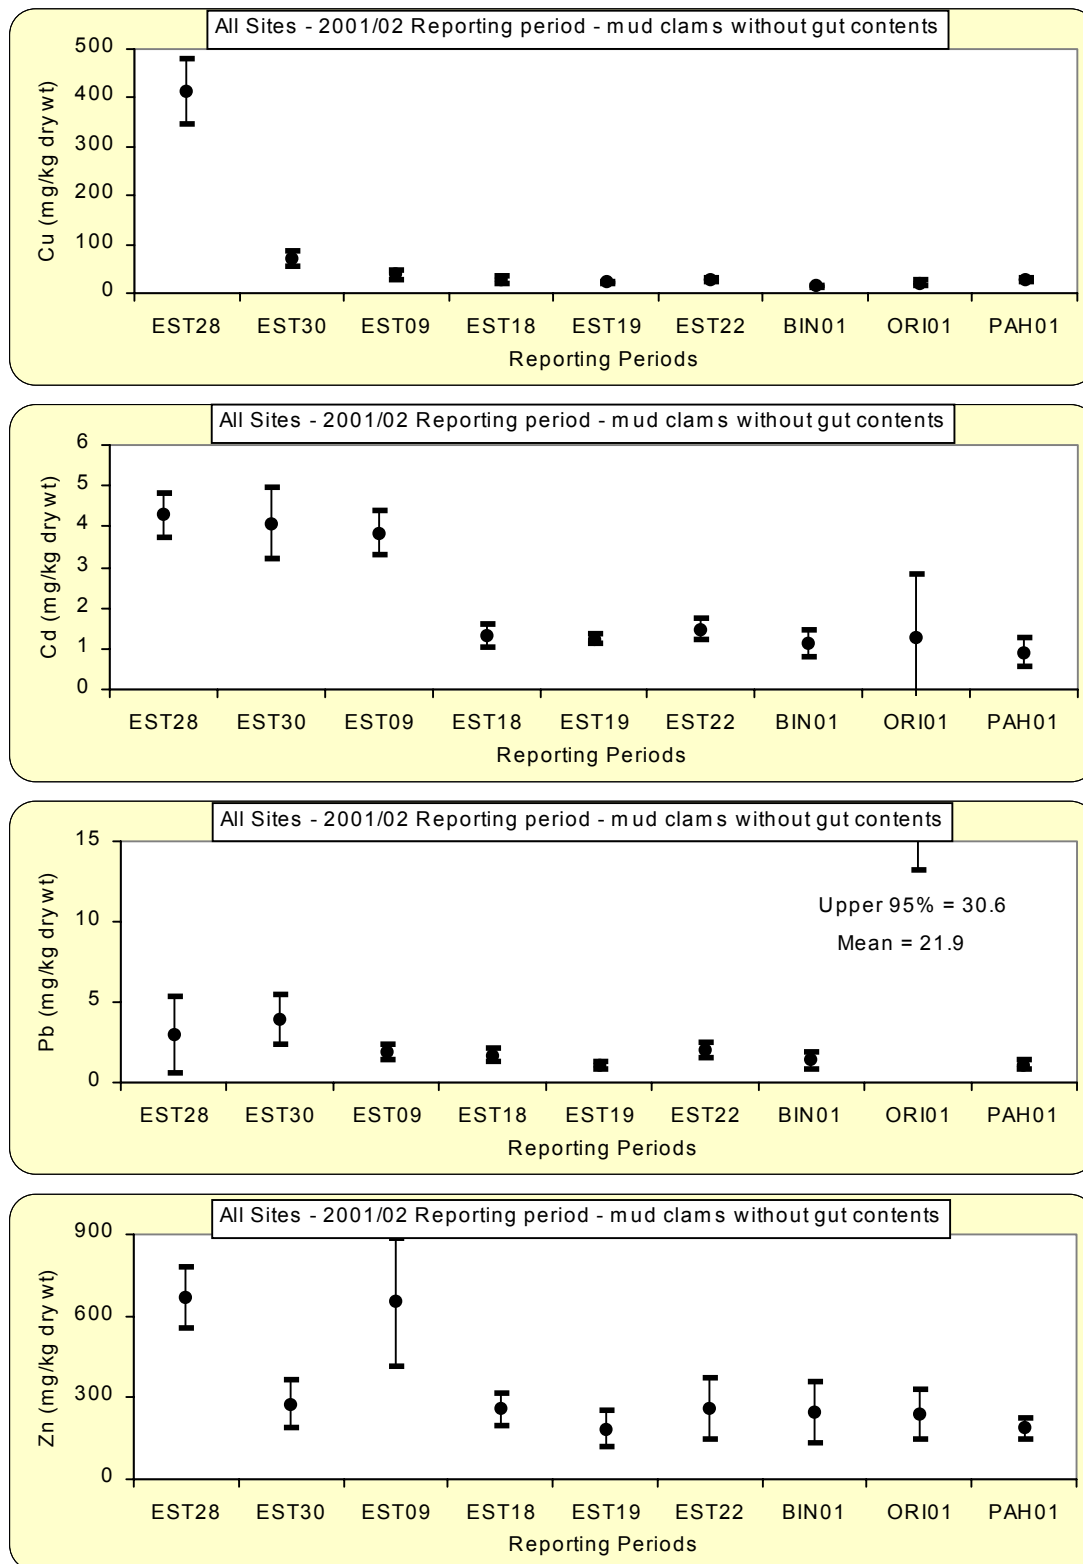 All Sites - 2001/02 Reporting period - mud clams without gut contents
Cu (mg/kg dry wt)
500
400
300
200
100
0
EST28 EST30 EST09 EST18 EST19 EST22 BIN01 ORI01 PAH01
Reporting Periods
All Sites - 2001/02 Reporting period - mud clams without gut contents
Cd (mg/kg dry wt)
6
5
4
3
2
1
0
EST28 EST30 EST09 EST18 EST19 EST22 BIN01 ORI01 PAH01
Reporting Periods
All Sites - 2001/02 Reporting period - mud clams without gut contents
Pb (mg/kg dry wt)
15
10
5
0
Upper 95% = 30.6
Mean = 21.9
EST28 EST30 EST09 EST18 EST19 EST22 BIN01 ORI01 PAH01
Reporting Periods
All Sites - 2001/02 Reporting period - mud clams without gut contents
Zn (mg/kg dry wt)
900
600
300
0
EST28 EST30 EST09 EST18 EST19 EST22 BIN01 ORI01 PAH01
Reporting Periods